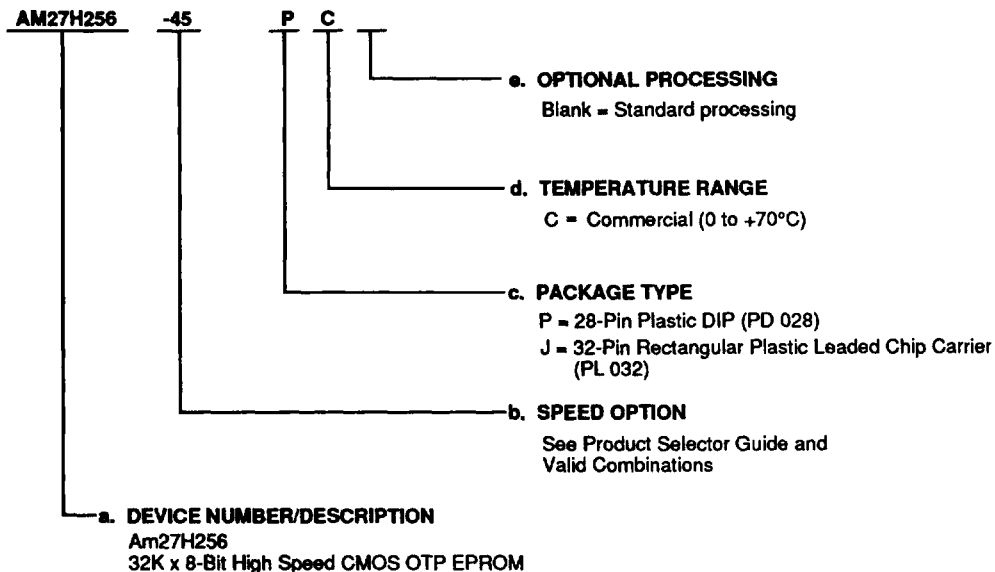 AM27H256 -45 P C
e. OPTIONAL PROCESSING
Blank = Standard processing
d. TEMPERATURE RANGE
C = Commercial (0 to +70°C)
c. PACKAGE TYPE
P = 28-Pin Plastic DIP (PD 028)
J = 32-Pin Rectangular Plastic Leaded Chip Carrier
(PL 032)
b. SPEED OPTION
See Product Selector Guide and
Valid Combinations
a. DEVICE NUMBER/DESCRIPTION
Am27H256
32K x 8-Bit High Speed CMOS OTP EPROM